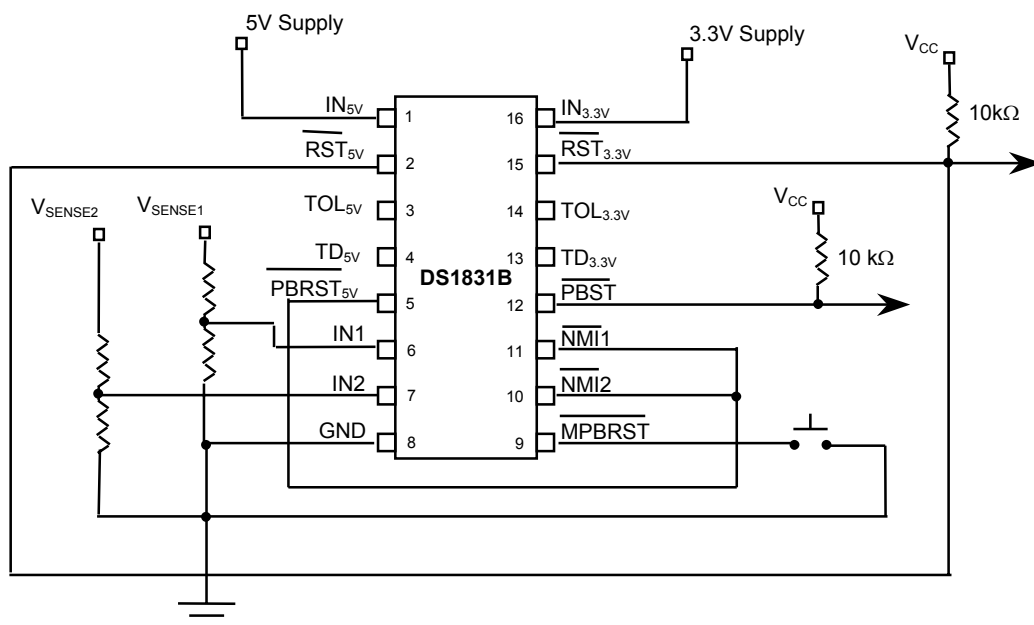 5V Supply
3.3V Supply
VCC
10kΩ
IN5V
1
16
IN3.3V
RST5V
2
15
RST3.3V
VSENSE2
VSENSE1
TOL5V
3
14
TOL3.3V
VCC
10 kΩ
TD5V
4
13
TD3.3V
DS1831B
PBRST5V
5
12
PBST
IN1
6
11
NMI1
IN2
7
10
NMI2
GND
8
9
MPBRST